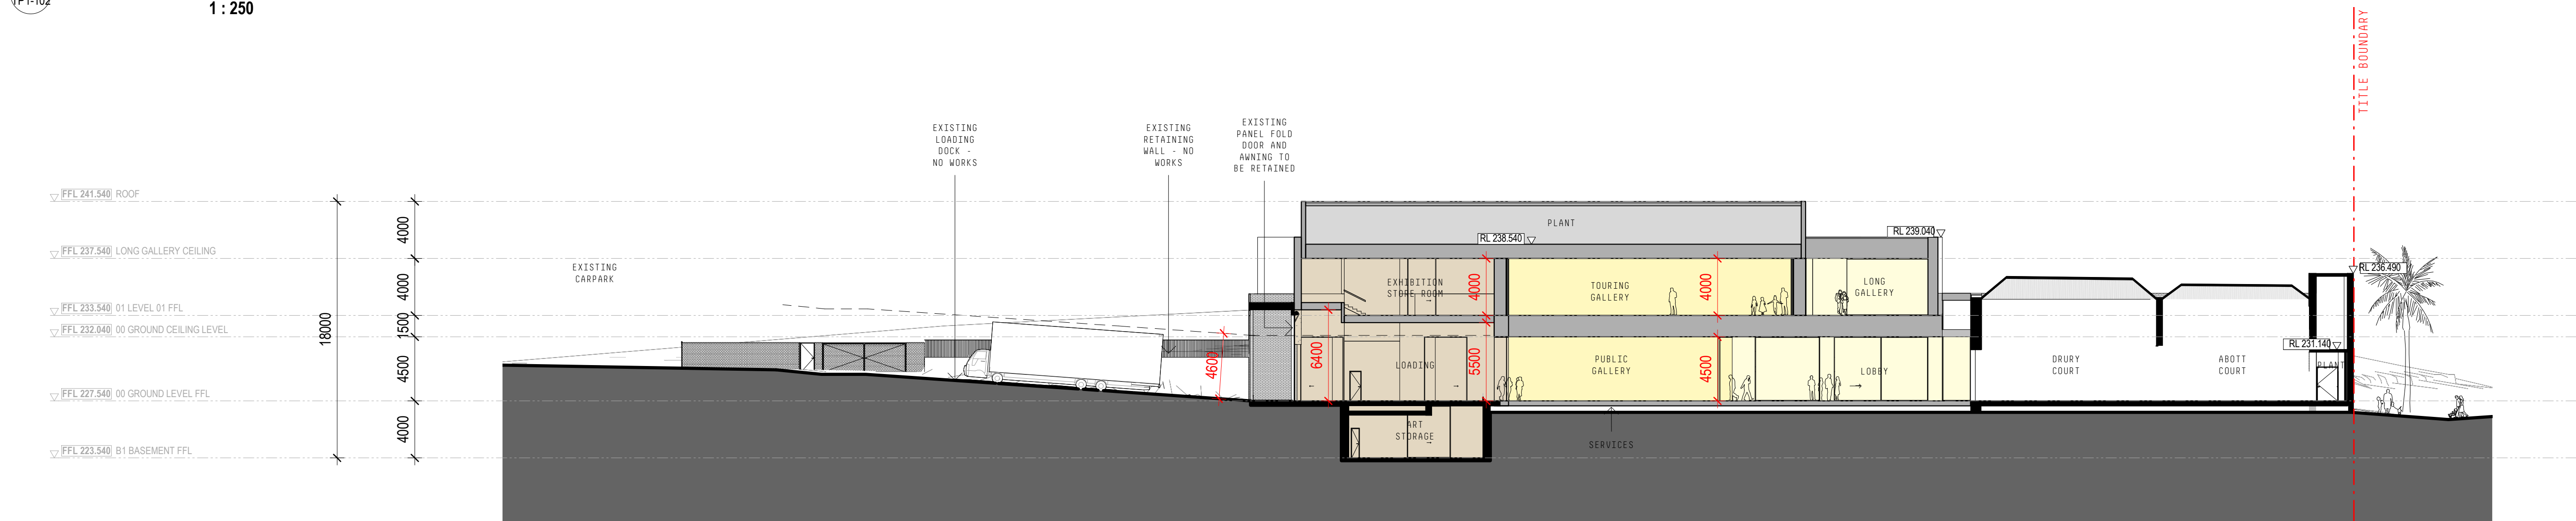 TP1-102
1 : 250
TITLE BOUNDARY
EXISTING
LOADING
DOCK -
NO WORKS
EXISTING
RETAINING
WALL - NO
WORKS
EXISTING
PANEL FOLD
DOOR AND
AWNING TO
BE RETAINED
FFL 241.540 ROOF
FFL 237.540 LONG GALLERY CEILING
FFL 233.540 01 LEVEL 01 FFL
FFL 232.040 00 GROUND CEILING LEVEL
FFL 227.540 00 GROUND LEVEL FFL
FFL 223.540 B1 BASEMENT FFL
18000
4000
4000
1500
4500
4000
EXISTING
CARPARK
PLANT
RL 238.540
RL 239.040
RL 236.490
RL 231.140
EXHIBITION
STORE ROOM
4000
TOURING
GALLERY
4000
LONG
GALLERY
4600
6400
LOADING
5500
PUBLIC
GALLERY
4500
LOBBY
DRURY
COURT
ABOTT
COURT
PLANT
ART
STORAGE
SERVICES